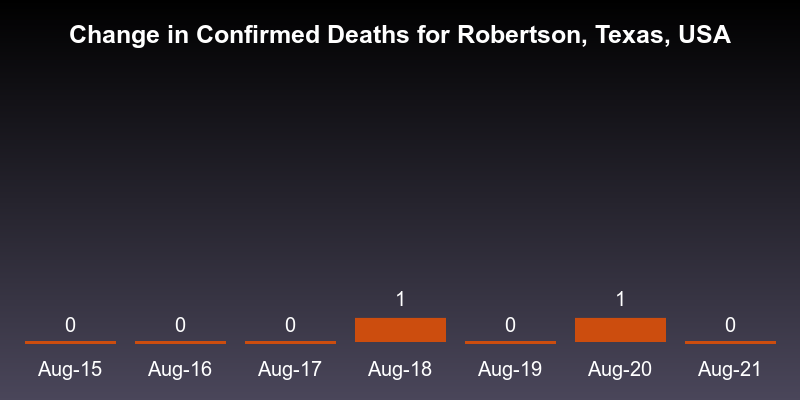 Change in Confirmed Deaths for Robertson, Texas, USA
0 0 0 1 0 1 0
Aug-15 Aug-16 Aug-17 Aug-18 Aug-19 Aug-20 Aug-21